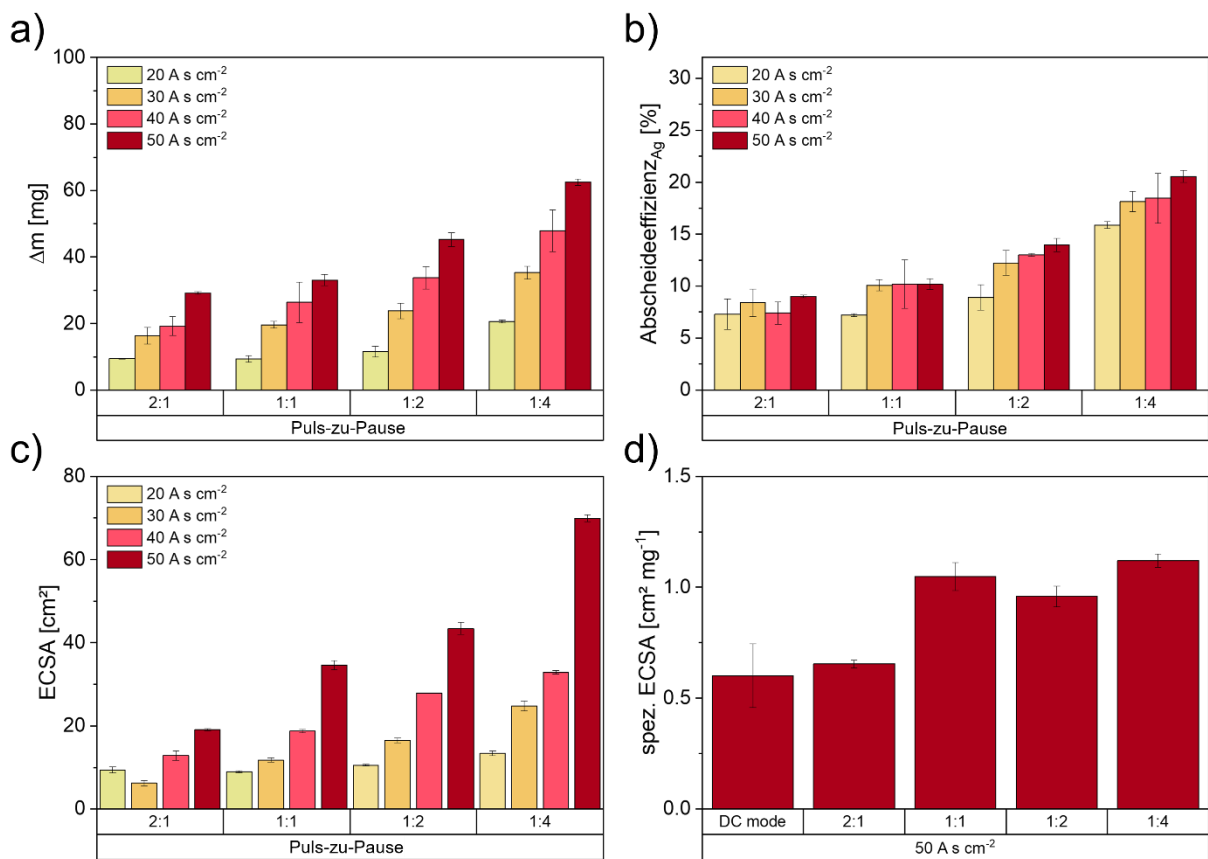 a)
100
80
60
40
20
0
Δm [mg]
20 A s cm⁻²
30 A s cm⁻²
40 A s cm⁻²
50 A s cm⁻²
2:1 1:1 1:2 1:4
Puls-zu-Pause
b)
30
25
20
15
10
5
0
Abscheideeffizienz_Ag [%]
20 A s cm⁻²
30 A s cm⁻²
40 A s cm⁻²
50 A s cm⁻²
2:1 1:1 1:2 1:4
Puls-zu-Pause
c)
80
60
40
20
0
ECSA [cm²]
20 A s cm⁻²
30 A s cm⁻²
40 A s cm⁻²
50 A s cm⁻²
2:1 1:1 1:2 1:4
Puls-zu-Pause
d)
1.5
1.0
0.5
0.0
spez. ECSA [cm² mg⁻¹]
DC mode 2:1 1:1 1:2 1:4
50 A s cm⁻²